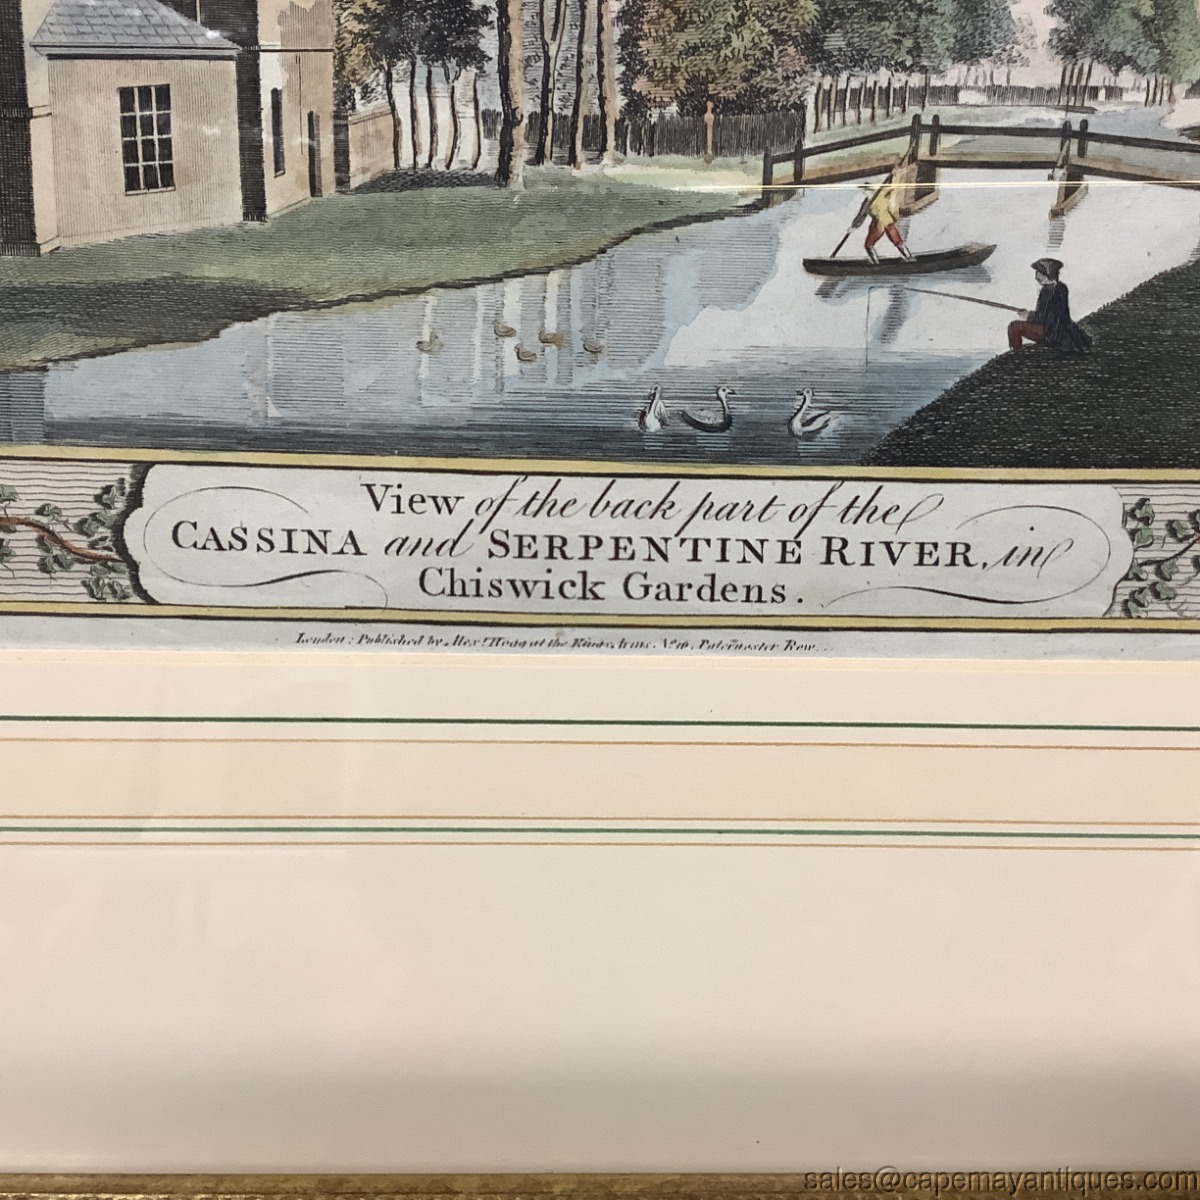 View of the back part of the
CASSINA and SERPENTINE RIVER, in
Chiswick Gardens.
London: Published by Alexr. Hogg at the Kings Arms, No. 16, Paternoster Row.
sales@capemayantiques.com